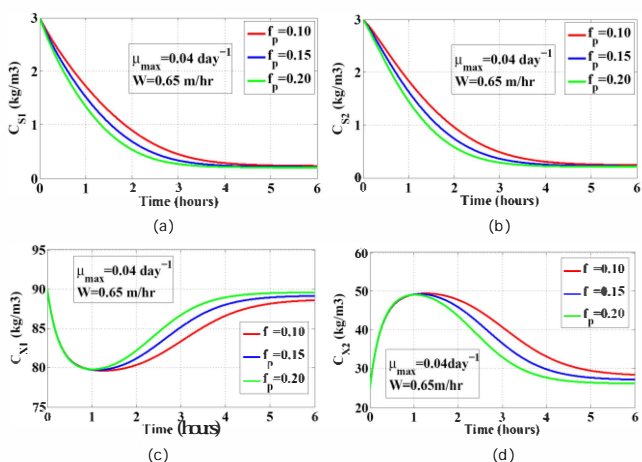 3
2
1
0
C_S1 (kg/m3)
μ_max=0.04 day⁻¹
W=0.65 m/hr
f_p=0.10
f_p=0.15
f_p=0.20
0 1 2 3 4 5 6
Time (hours)
(a)
3
2
1
0
C_S2 (kg/m3)
μ_max=0.04 day⁻¹
W=0.65 m/hr
f_p=0.10
f_p=0.15
f_p=0.20
0 1 2 3 4 5 6
Time (hours)
(b)
95
90
85
80
75
C_X1 (kg/m3)
μ_max=0.04 day⁻¹
W=0.65 m/hr
f =0.10
f_p=0.15
f_p=0.20
0 1 2 3 4 5 6
Time (hours)
(c)
60
50
40
30
20
10
C_X2 (kg/m3)
μ_max=0.04day⁻¹
W=0.65m/hr
f =0.10
f =0.15
f_p=0.20
0 1 2 3 4 5 6
Time (hours)
(d)